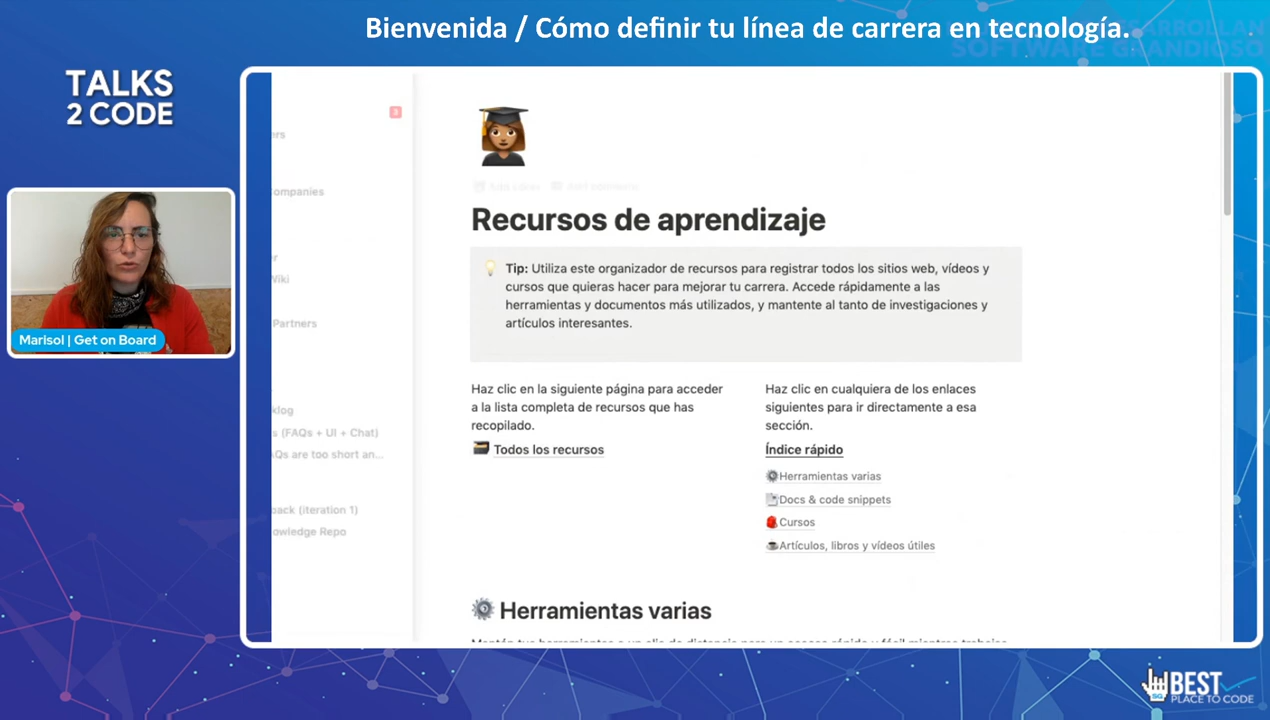 Bienvenida / Cómo definir tu línea de carrera en tecnología.
TALKS
2 CODE
Marisol | Get on Board
3
ers
ompanies
r
Wiki
Partners
klog
s (FAQs + UI + Chat)
AQs are too short an...
back (iteration 1)
owledge Repo
Recursos de aprendizaje
Tip: Utiliza este organizador de recursos para registrar todos los sitios web, vídeos y
cursos que quieras hacer para mejorar tu carrera. Accede rápidamente a las
herramientas y documentos más utilizados, y mantente al tanto de investigaciones y
artículos interesantes.
Haz clic en la siguiente página para acceder
a la lista completa de recursos que has
recopilado.
Todos los recursos
Haz clic en cualquiera de los enlaces
siguientes para ir directamente a esa
sección.
Índice rápido
Herramientas varias
Docs & code snippets
Cursos
Artículos, libros y vídeos útiles
Herramientas varias
SG
BEST
PLACE TO CODE